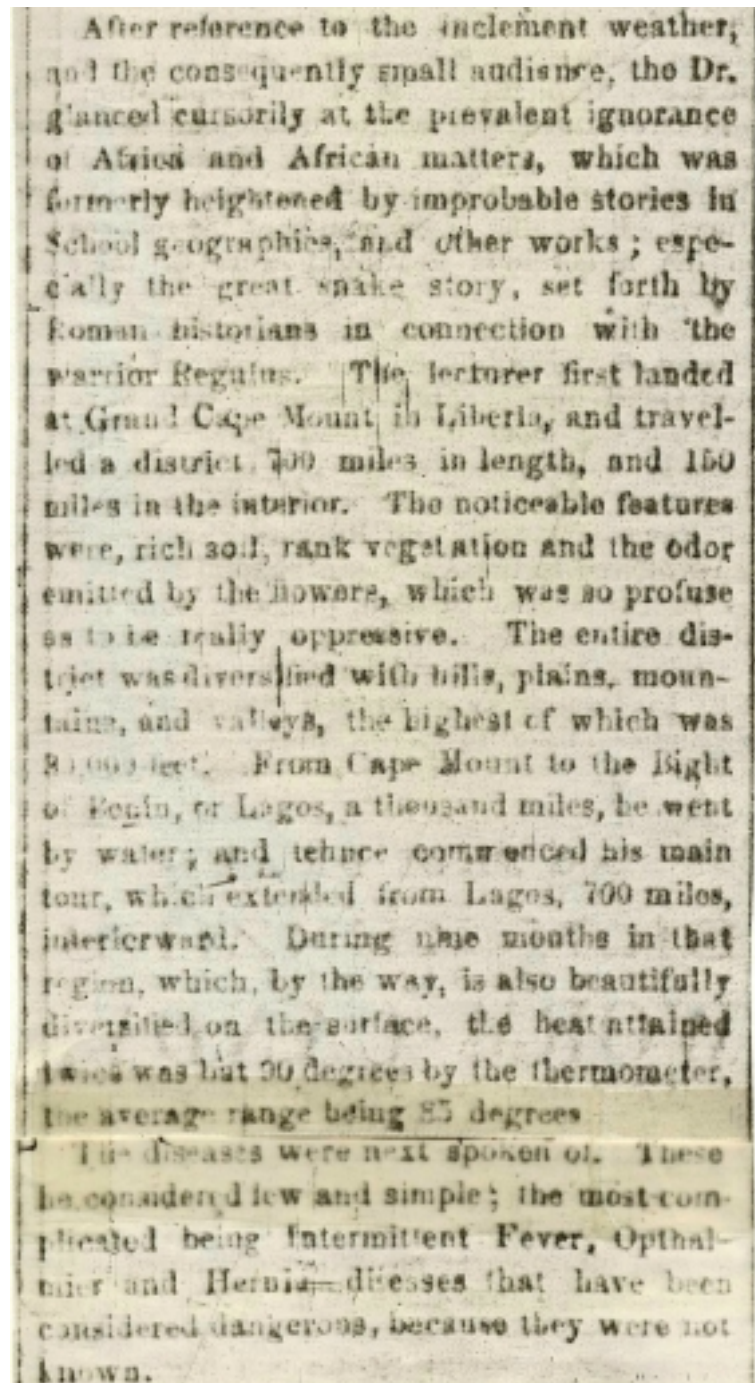 After reference to the inclement weather,
and the consequently small audience, the Dr.
glanced cursorily at the prevalent ignorance
of Africa and African matters, which was
formerly heightened by improbable stories in
School geographies, and other works; espe-
cially the great snake story, set forth by
Roman historians in connection with the
warrior Regulus. The lecturer first landed
at Grand Cape Mount in Liberia, and travel-
led a district 700 miles in length, and 150
miles in the interior. The noticeable features
were, rich soil, rank vegetation and the odor
emitted by the flowers, which was so profuse
as to be really oppressive. The entire dis-
trict was diversified with hills, plains, moun-
tains, and valleys, the highest of which was
feet. From Cape Mount to the Bight
of Benin, or Lagos, a thousand miles, he went
by water; and tehnce commenced his main
tour, which extended from Lagos, 700 miles,
interiorward. During nine months in that
region, which, by the way, is also beautifully
diversified on the surface, the heat attained
twice was but 90 degrees by the thermometer,
the average range being 85 degrees
The diseases were next spoken of. These
he considered few and simple; the most com-
plicated being Intermittent Fever, Opthal-
mier and Hernia—diseases that have been
considered dangerous, because they were not
known.